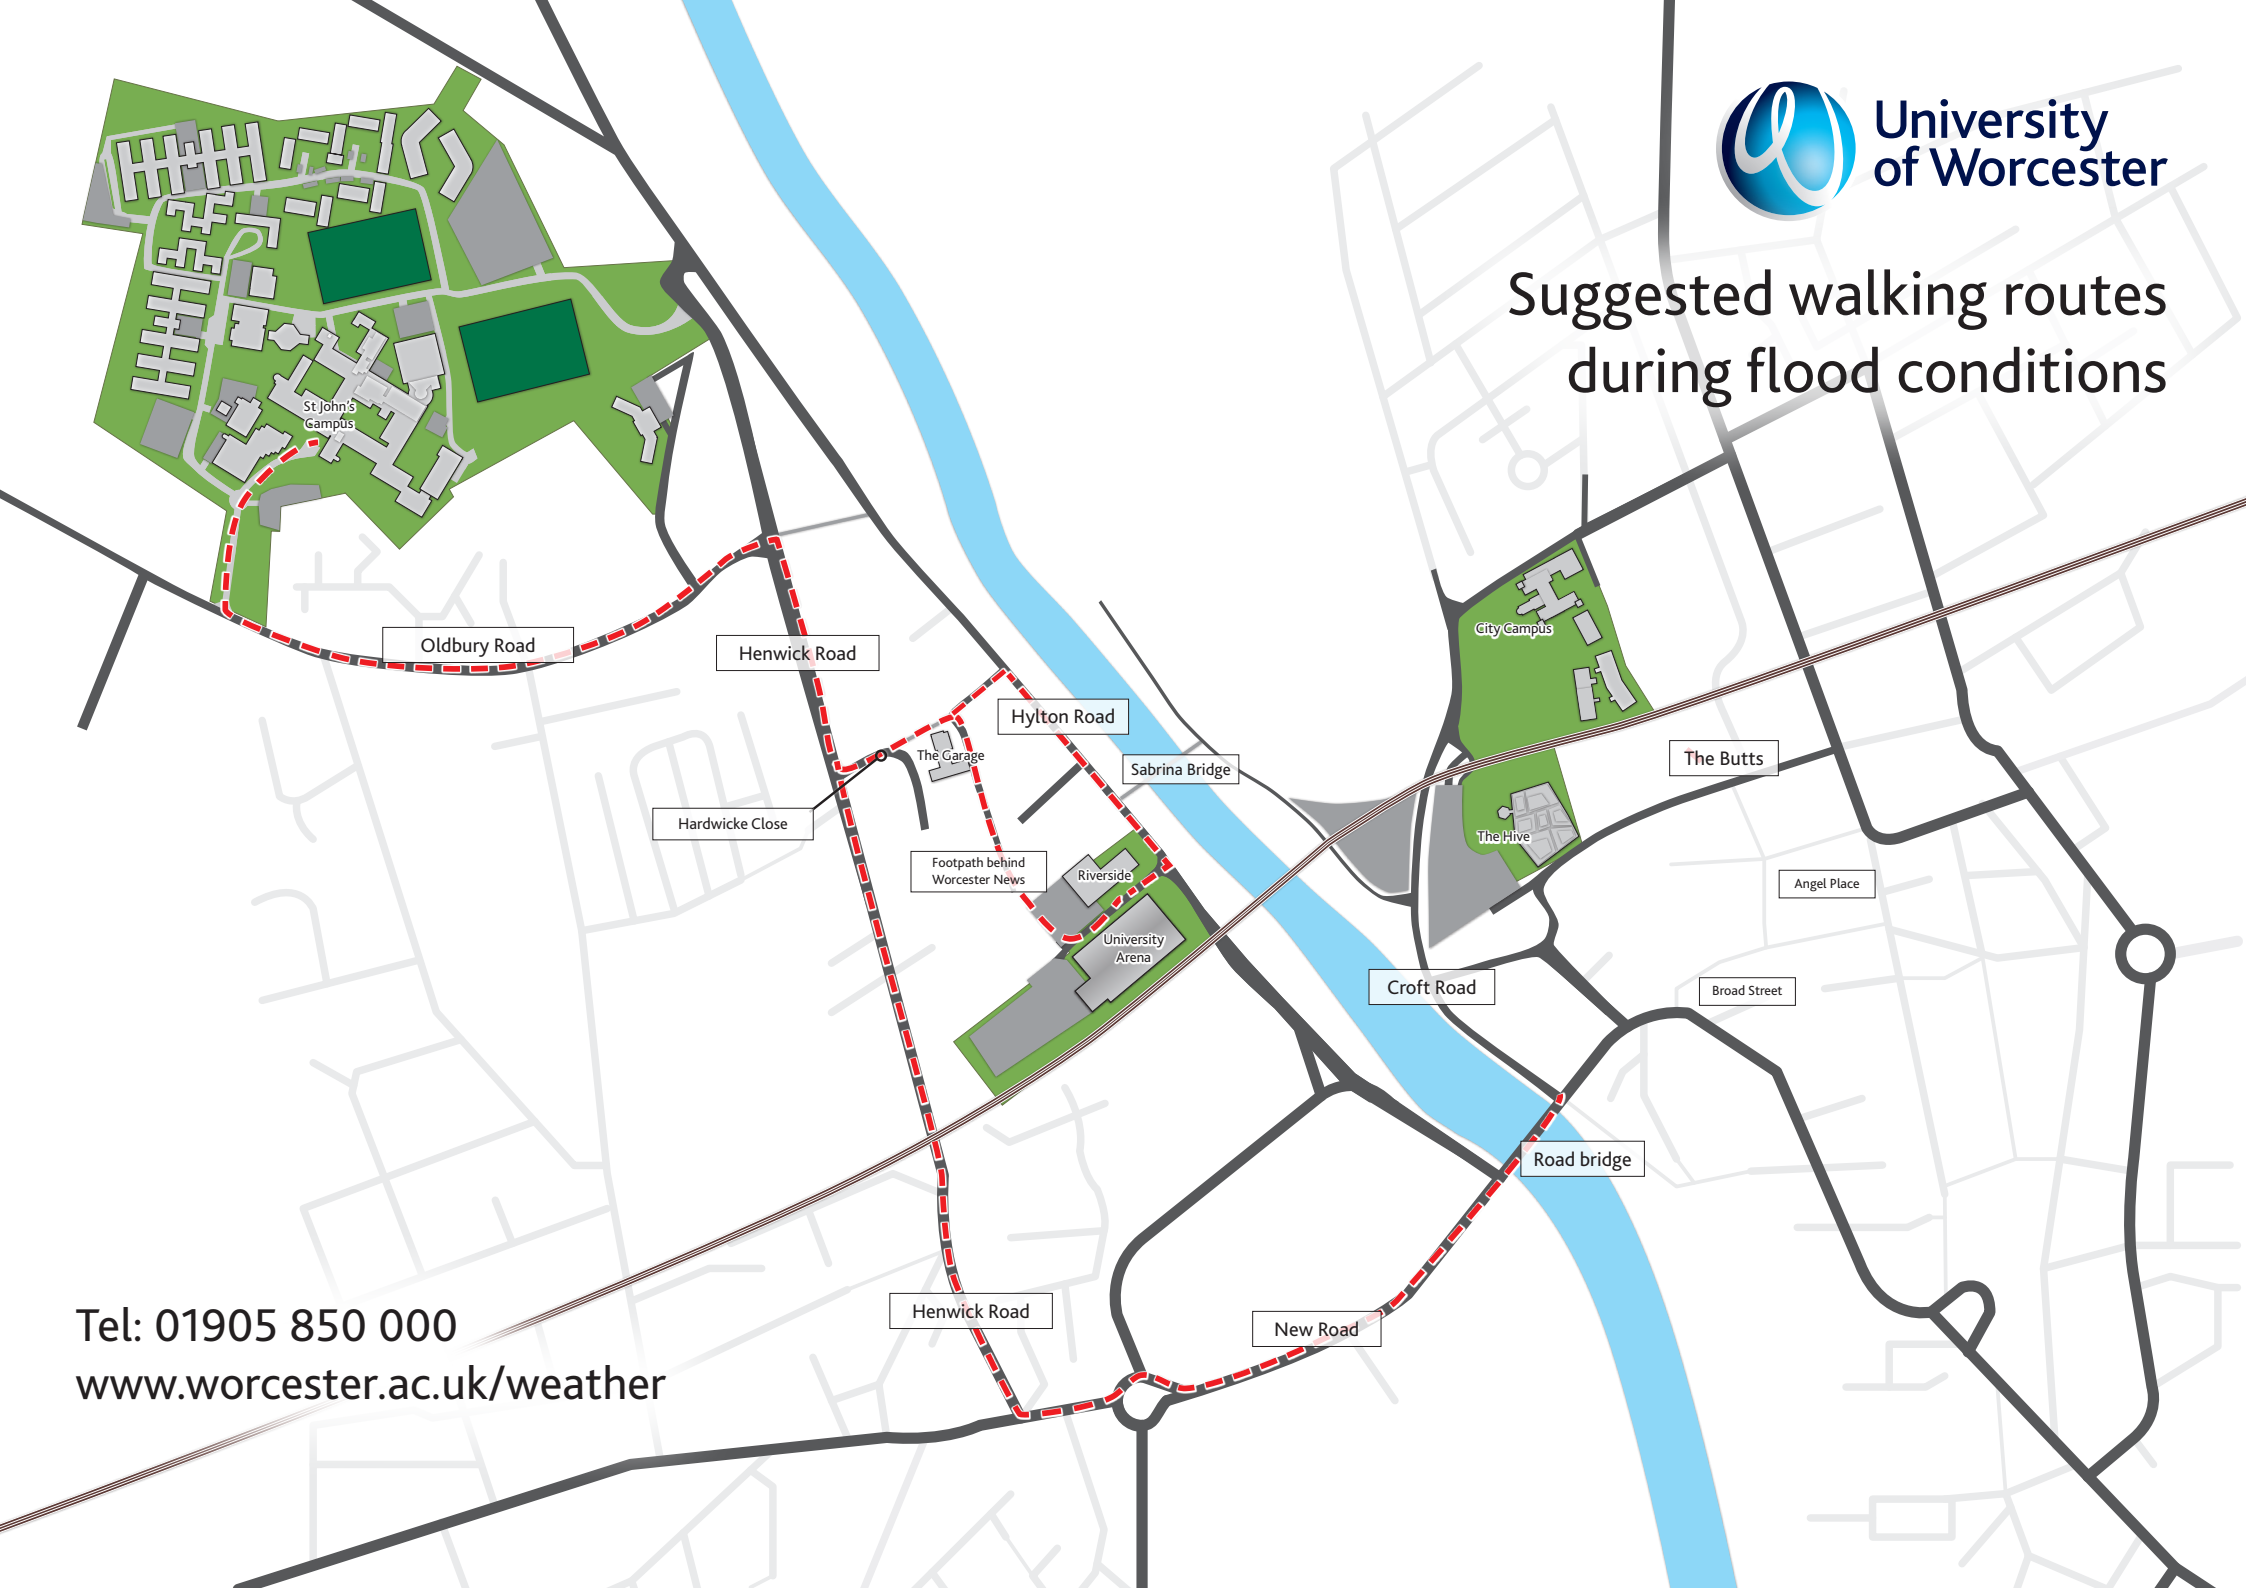 University
of Worcester
Suggested walking routes
during flood conditions
St John's
Campus
Oldbury Road
Henwick Road
City Campus
Hylton Road
The Garage
Sabrina Bridge
The Butts
Hardwicke Close
The Hive
Footpath behind
Worcester News
Riverside
Angel Place
University
Arena
Croft Road
Broad Street
Road bridge
Henwick Road
New Road
Tel: 01905 850 000
www.worcester.ac.uk/weather